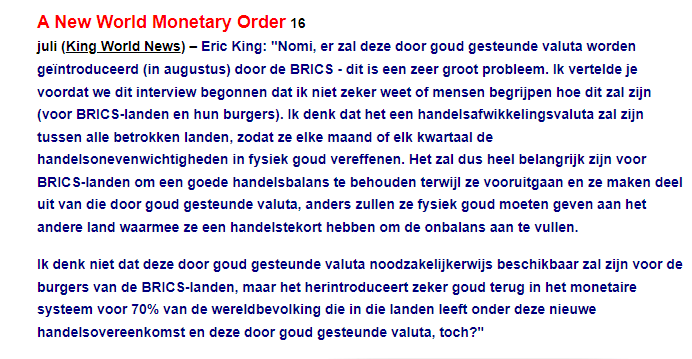 A New World Monetary Order 16
juli (King World News) – Eric King: "Nomi, er zal deze door goud gesteunde valuta worden
geïntroduceerd (in augustus) door de BRICS - dit is een zeer groot probleem. Ik vertelde je
voordat we dit interview begonnen dat ik niet zeker weet of mensen begrijpen hoe dit zal zijn
(voor BRICS-landen en hun burgers). Ik denk dat het een handelsafwikkelingsvaluta zal zijn
tussen alle betrokken landen, zodat ze elke maand of elk kwartaal de
handelsonevenwichtigheden in fysiek goud vereffenen. Het zal dus heel belangrijk zijn voor
BRICS-landen om een goede handelsbalans te behouden terwijl ze vooruitgaan en ze maken deel
uit van die door goud gesteunde valuta, anders zullen ze fysiek goud moeten geven aan het
andere land waarmee ze een handelstekort hebben om de onbalans aan te vullen.
Ik denk niet dat deze door goud gesteunde valuta noodzakelijkerwijs beschikbaar zal zijn voor de
burgers van de BRICS-landen, maar het herintroduceert zeker goud terug in het monetaire
systeem voor 70% van de wereldbevolking die in die landen leeft onder deze nieuwe
handelsovereenkomst en deze door goud gesteunde valuta, toch?"